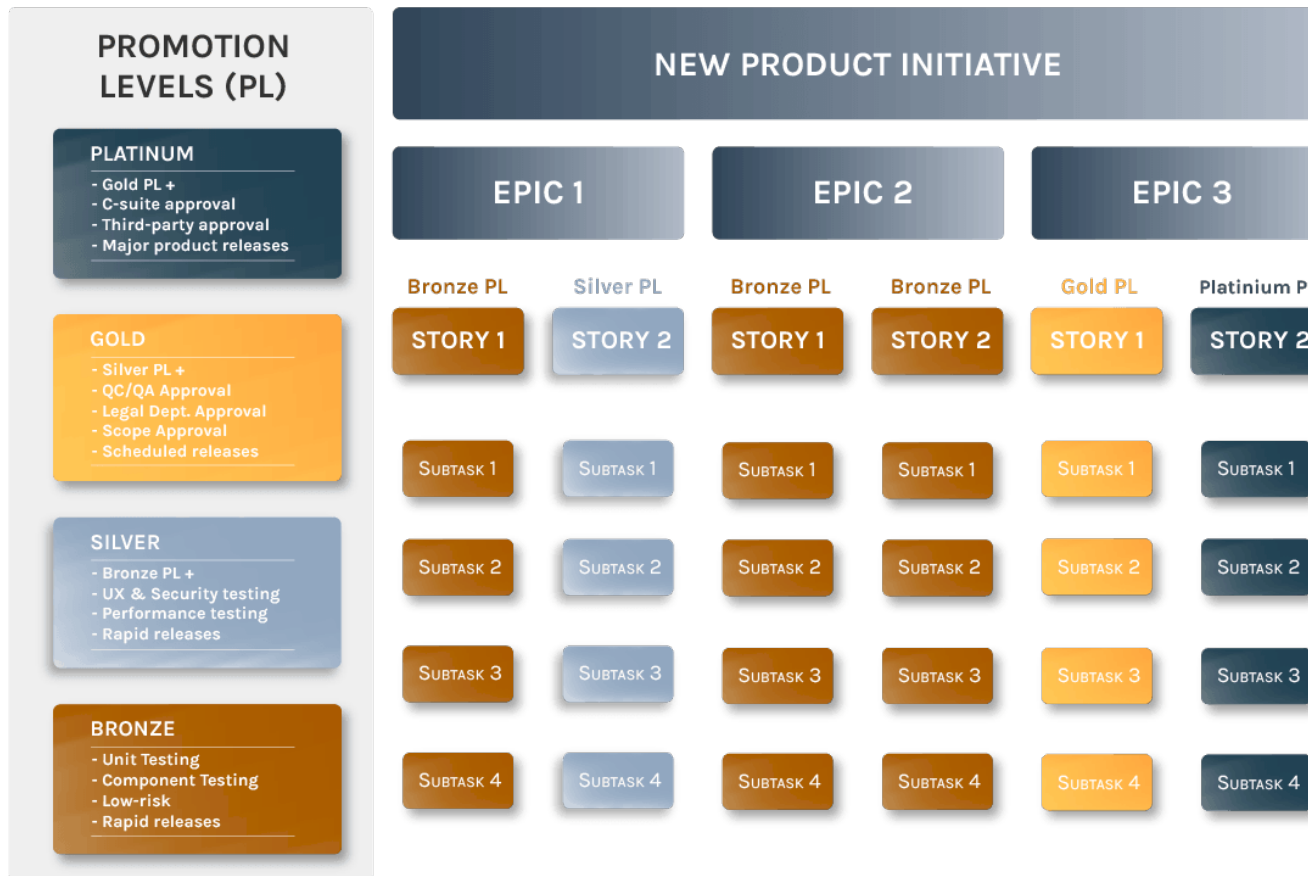 PROMOTION
LEVELS (PL)
PLATINUM
- Gold PL +
- C-suite approval
- Third-party approval
- Major product releases
GOLD
- Silver PL +
- QC/QA Approval
- Legal Dept. Approval
- Scope Approval
- Scheduled releases
SILVER
- Bronze PL +
- UX & Security testing
- Performance testing
- Rapid releases
BRONZE
- Unit Testing
- Component Testing
- Low-risk
- Rapid releases
NEW PRODUCT INITIATIVE
EPIC 1 EPIC 2 EPIC 3
Bronze PL Silver PL Bronze PL Bronze PL Gold PL Platinium P
STORY 1 STORY 2 STORY 1 STORY 2 STORY 1 STORY 2
SUBTASK 1 SUBTASK 1 SUBTASK 1 SUBTASK 1 SUBTASK 1 SUBTASK 1
SUBTASK 2 SUBTASK 2 SUBTASK 2 SUBTASK 2 SUBTASK 2 SUBTASK 2
SUBTASK 3 SUBTASK 3 SUBTASK 3 SUBTASK 3 SUBTASK 3 SUBTASK 3
SUBTASK 4 SUBTASK 4 SUBTASK 4 SUBTASK 4 SUBTASK 4 SUBTASK 4